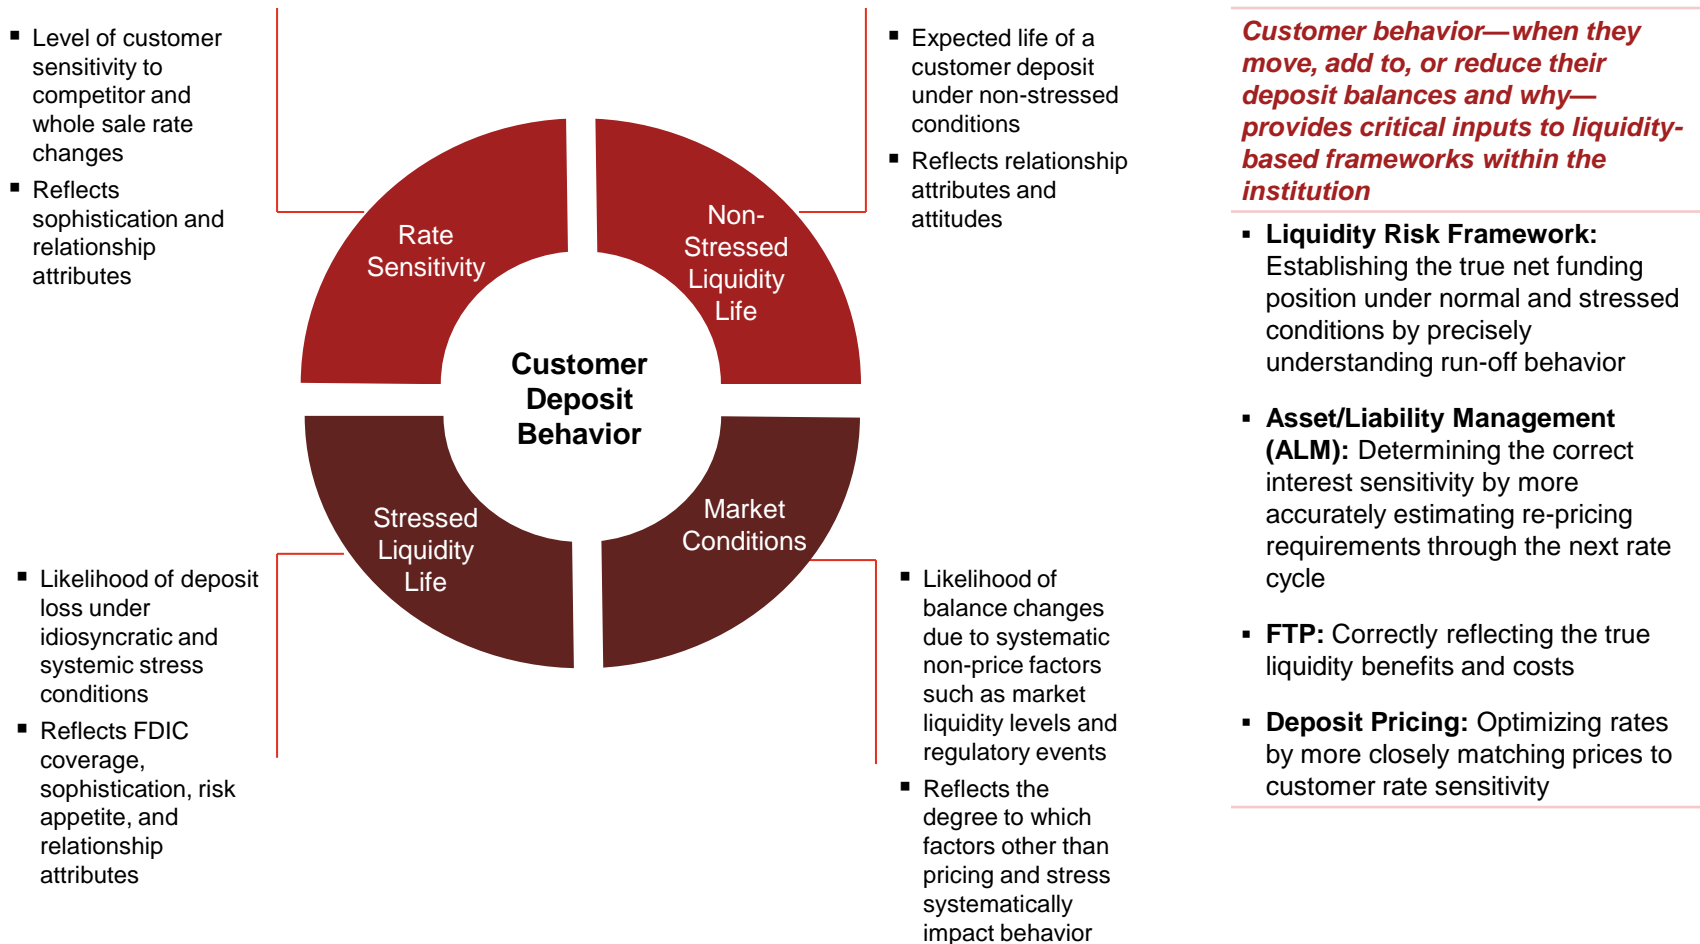 ▪ Level of customer
sensitivity to
competitor and
whole sale rate
changes
▪ Reflects
sophistication and
relationship
attributes
Rate
Sensitivity
▪ Expected life of a
customer deposit
under non-stressed
conditions
▪ Reflects relationship
attributes and
attitudes
Non-
Stressed
Liquidity
Life
Customer
Deposit
Behavior
Stressed
Liquidity
Life
▪ Likelihood of deposit
loss under
idiosyncratic and
systemic stress
conditions
▪ Reflects FDIC
coverage,
sophistication, risk
appetite, and
relationship
attributes
Market
Conditions
▪ Likelihood of
balance changes
due to systematic
non-price factors
such as market
liquidity levels and
regulatory events
▪ Reflects the
degree to which
factors other than
pricing and stress
systematically
impact behavior
Customer behavior—when they
move, add to, or reduce their
deposit balances and why—
provides critical inputs to liquidity-
based frameworks within the
institution
▪ Liquidity Risk Framework:
Establishing the true net funding
position under normal and stressed
conditions by precisely
understanding run-off behavior
▪ Asset/Liability Management
(ALM): Determining the correct
interest sensitivity by more
accurately estimating re-pricing
requirements through the next rate
cycle
▪ FTP: Correctly reflecting the true
liquidity benefits and costs
▪ Deposit Pricing: Optimizing rates
by more closely matching prices to
customer rate sensitivity